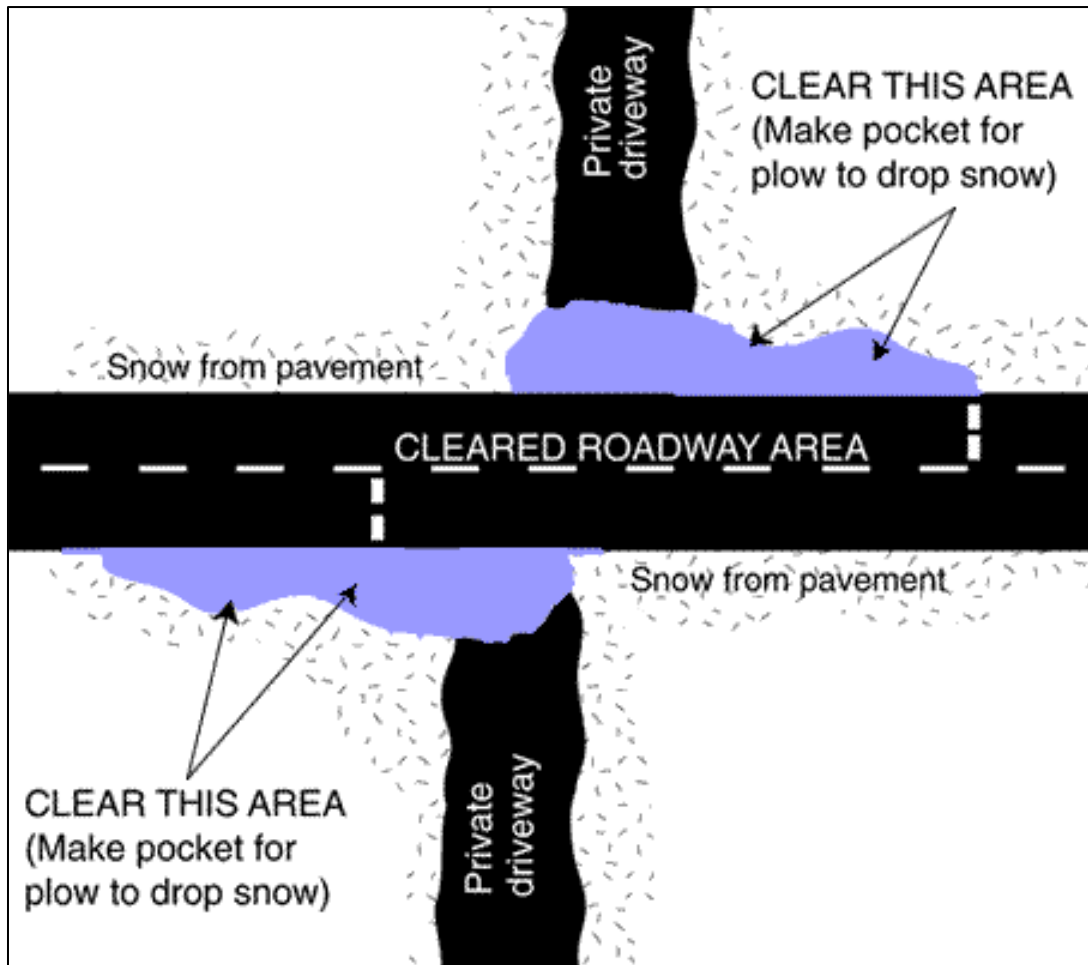 Private
driveway
CLEAR THIS AREA
(Make pocket for
plow to drop snow)
Snow from pavement
CLEARED ROADWAY AREA
Snow from pavement
CLEAR THIS AREA
(Make pocket for
plow to drop snow)
Private
driveway